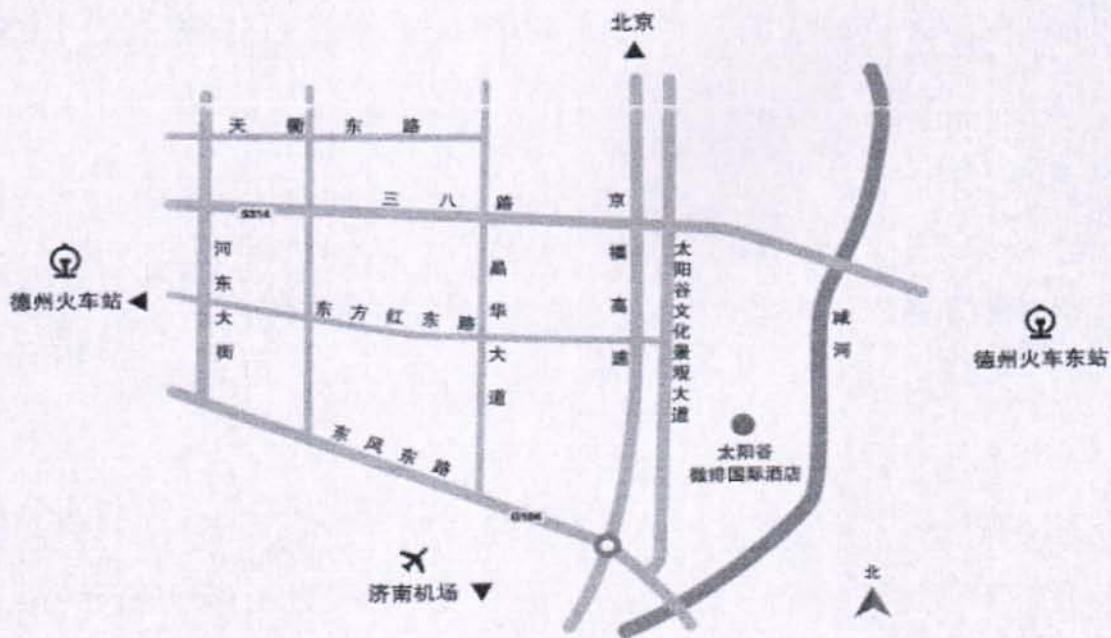 北京
天衢东路
三八路
S314
京福高速
河东大街
晶华大道
太阳谷文化景观大道
德州火车站
东方红东路
减河
德州火车东站
太阳谷
微排国际酒店
东风东路
济南机场
北